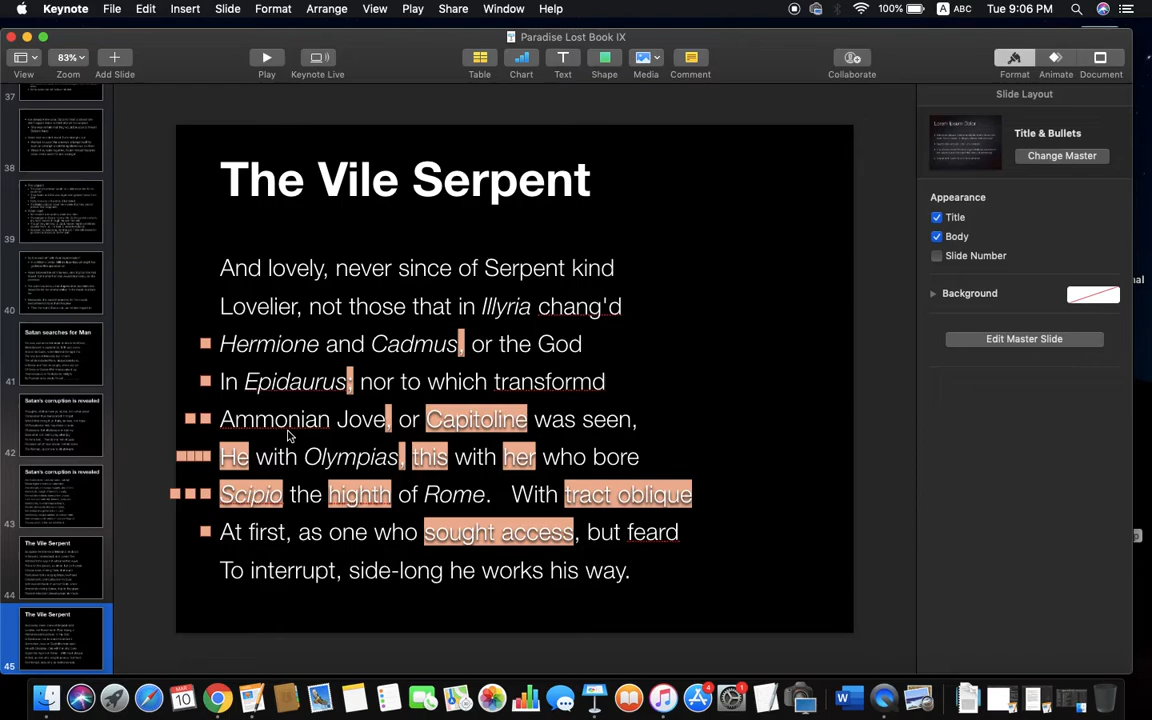 Keynote File Edit Insert Slide Format Arrange View Play Share Window Help 100% A ABC Tue 9:06 PM
Paradise Lost Book IX
83%
View Zoom Add Slide Play Keynote Live Table Chart Text Shape Media Comment Collaborate Format Animate Document
Slide Layout
Title & Bullets
Change Master
Appearance
Title
Body
Slide Number
Background
Edit Master Slide
37
38
39
40
Satan searches for Man
41
Satan's corruption is revealed
42
Satan's corruption is revealed
43
The Vile Serpent
44
The Vile Serpent
45
The Vile Serpent
And lovely, never since of Serpent kind
Lovelier, not those that in Illyria chang'd
Hermione and Cadmus, or the God
In Epidaurus; nor to which transformd
Ammonian Jove, or Capitoline was seen,
He with Olympias, this with her who bore
Scipio the highth of Rome. With tract oblique
At first, as one who sought access, but feard
To interrupt, side-long he works his way.
MAR
10
4
1